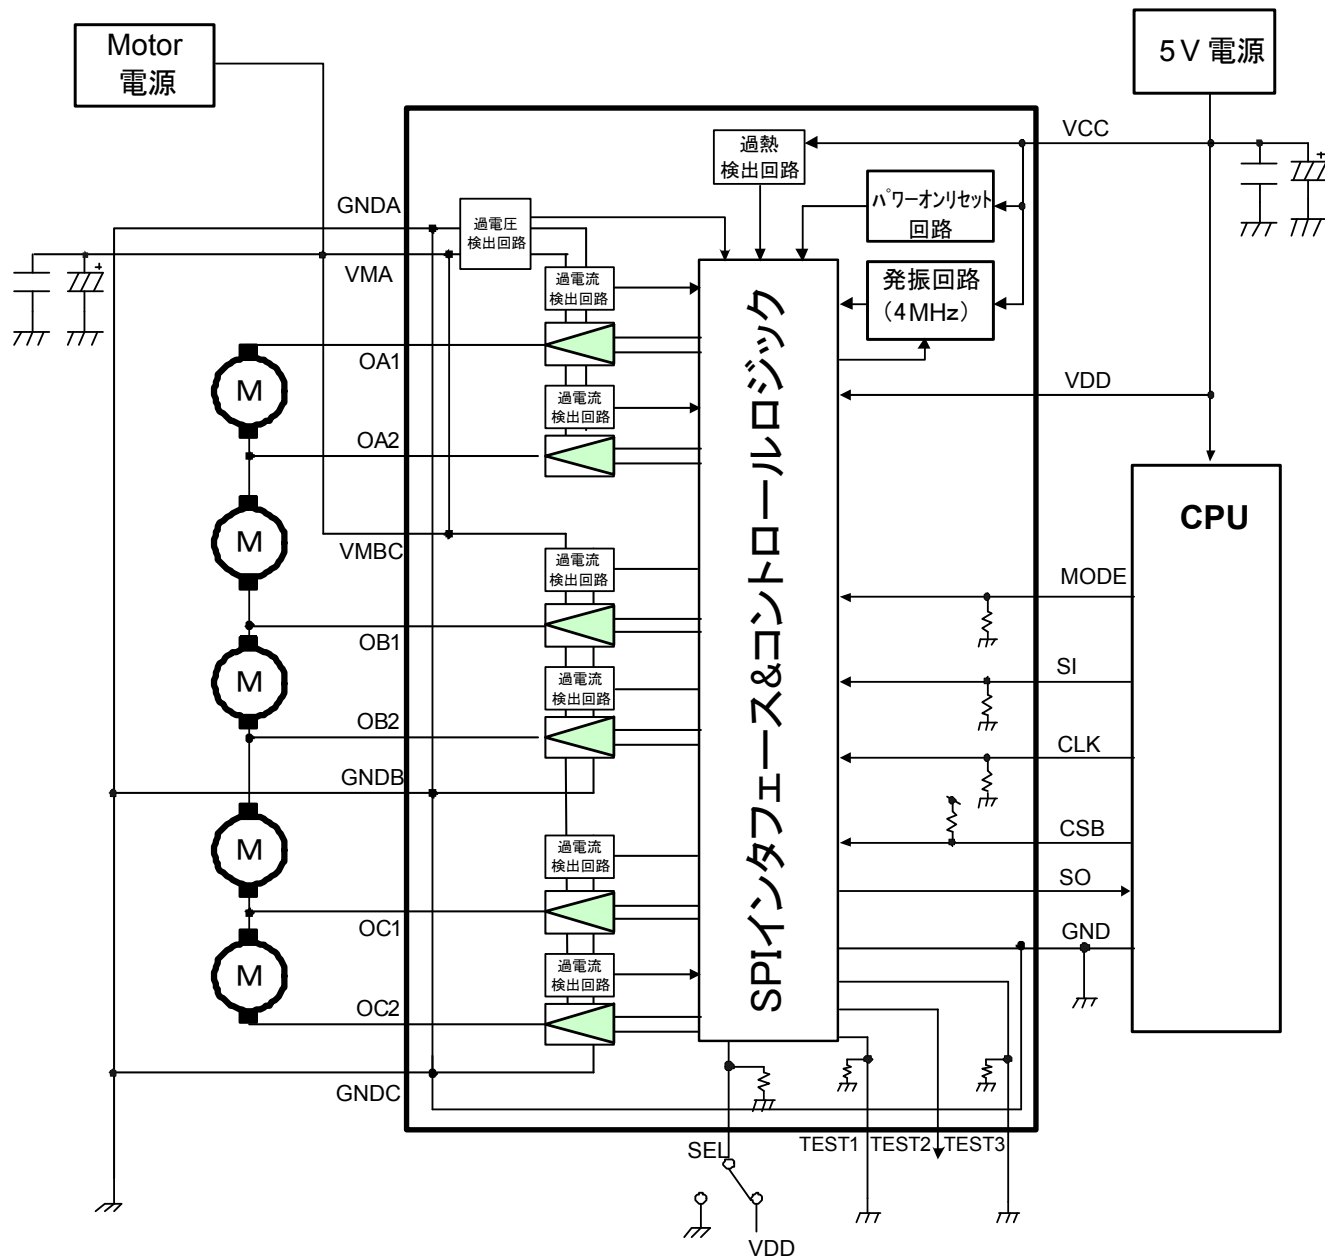 Motor
電源
5V 電源
VCC
過熱
検出回路
パワーオンリセット
回路
GNDA
過電圧
検出回路
VMA
過電流
検出回路
発振回路
(4MHz)
OA1
M
VDD
過電流
検出回路
OA2
CPU
M
VMBC
過電流
検出回路
MODE
OB1
過電流
検出回路
SI
M
OB2
CLK
GNDB
CSB
過電流
検出回路
M
SO
OC1
GND
過電流
検出回路
M
OC2
SPIインタフェース&コントロールロジック
GNDC
SEL
TEST1
TEST2
TEST3
VDD
+
+